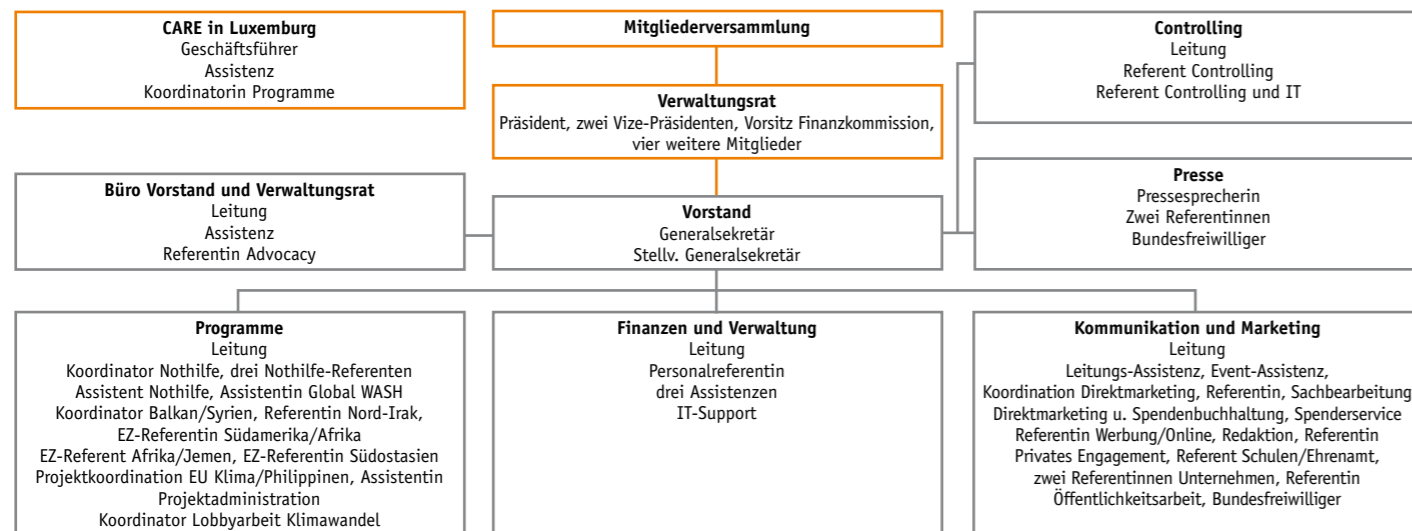 CARE in Luxemburg
Geschäftsführer
Assistenz
Koordinatorin Programme
Mitgliederversammlung
Verwaltungsrat
Präsident, zwei Vize-Präsidenten, Vorsitz Finanzkommission,
vier weitere Mitglieder
Controlling
Leitung
Referent Controlling
Referent Controlling und IT
Büro Vorstand und Verwaltungsrat
Leitung
Assistenz
Referentin Advocacy
Vorstand
Generalsekretär
Stellv. Generalsekretär
Presse
Pressesprecherin
Zwei Referentinnen
Bundesfreiwilliger
Programme
Leitung
Koordinator Nothilfe, drei Nothilfe-Referenten
Assistent Nothilfe, Assistentin Global WASH
Koordinator Balkan/Syrien, Referentin Nord-Irak,
EZ-Referentin Südamerika/Afrika
EZ-Referent Afrika/Jemen, EZ-Referentin Südostasien
Projektkoordination EU Klima/Philippinen, Assistentin
Projektadministration
Koordinator Lobbyarbeit Klimawandel
Finanzen und Verwaltung
Leitung
Personalreferentin
drei Assistenzen
IT-Support
Kommunikation und Marketing
Leitung
Leitungs-Assistenz, Event-Assistenz,
Koordination Direktmarketing, Referentin, Sachbearbeitung
Direktmarketing u. Spendenbuchhaltung, Spenderservice
Referentin Werbung/Online, Redaktion, Referentin
Privates Engagement, Referent Schulen/Ehrenamt,
zwei Referentinnen Unternehmen, Referentin
Öffentlichkeitsarbeit, Bundesfreiwilliger